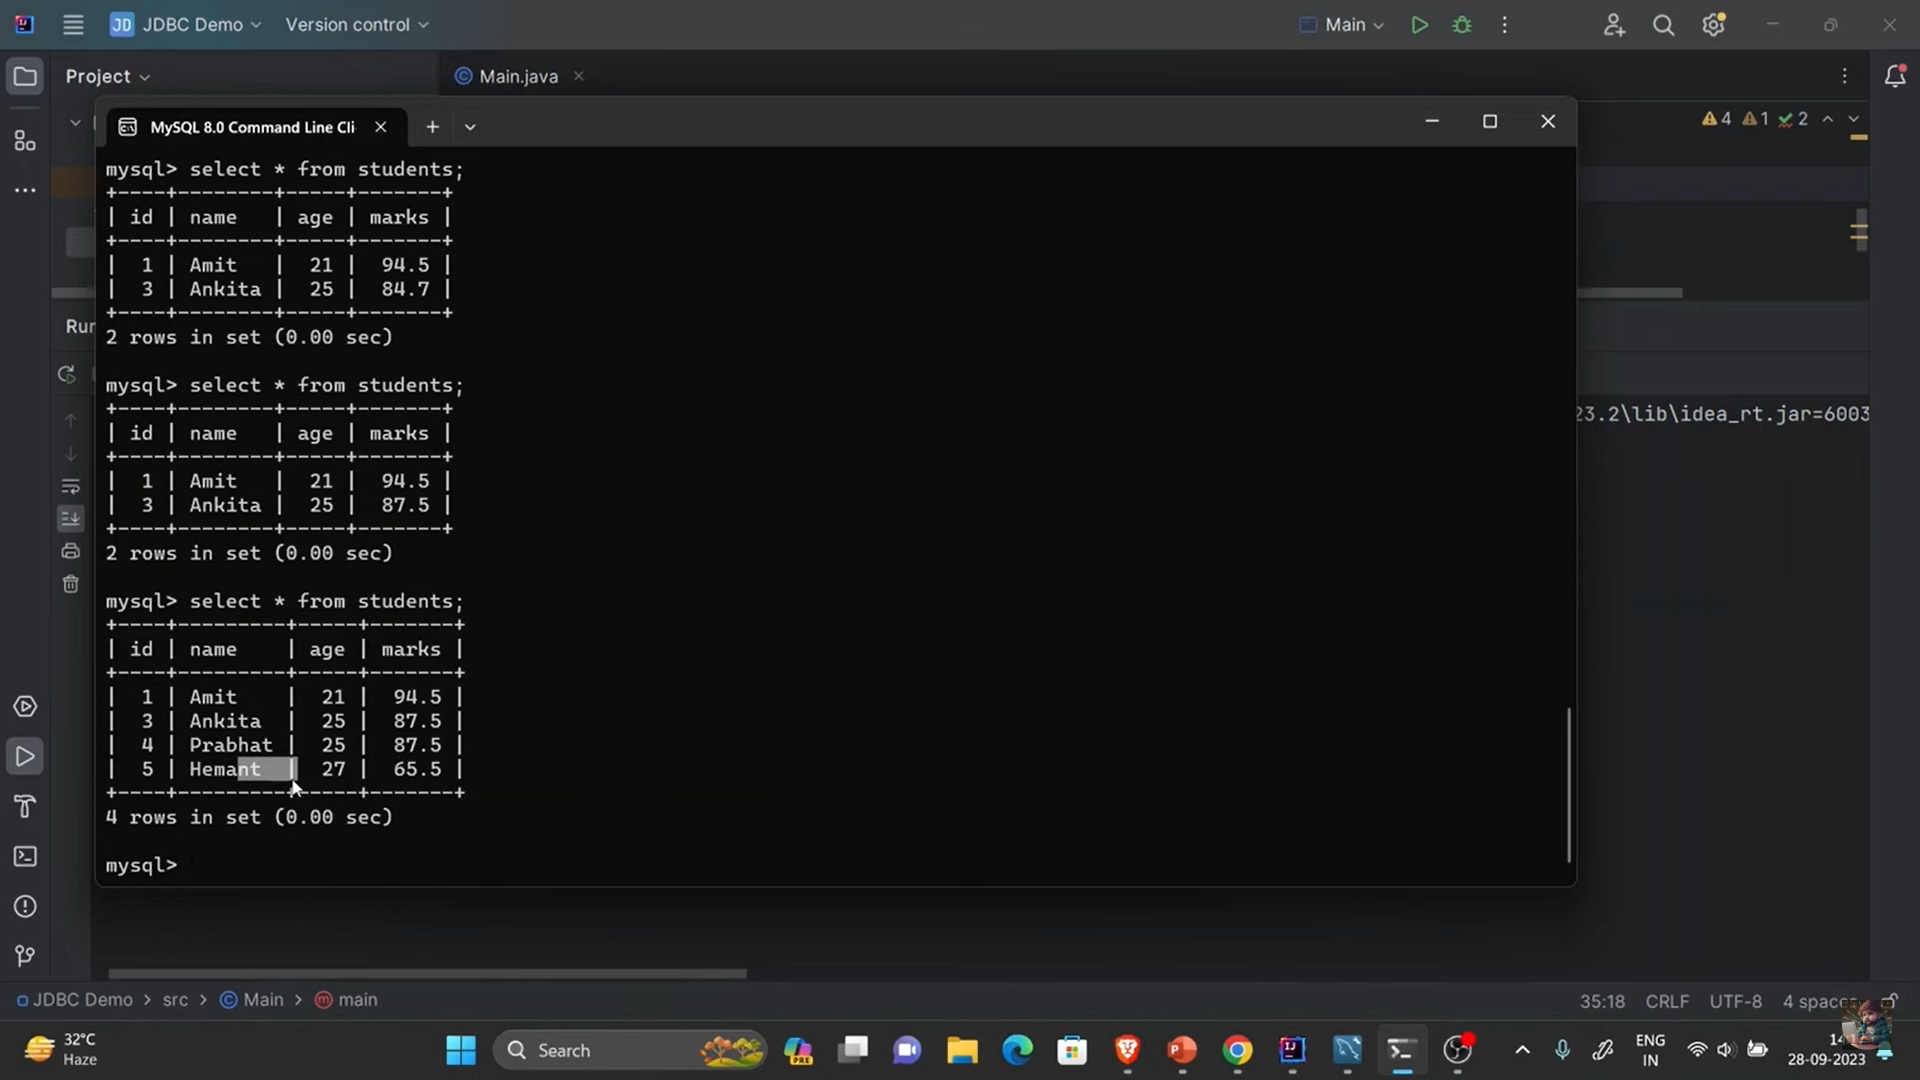 JD JDBC Demo Version control Main
Project Main.java
4 1 2
MySQL 8.0 Command Line Cli
mysql> select * from students;
+----+---------+-----+-------+
| id | name    | age | marks |
+----+---------+-----+-------+
|  1 | Amit    |  21 |  94.5 |
|  3 | Ankita  |  25 |  84.7 |
+----+---------+-----+-------+
2 rows in set (0.00 sec)
mysql> select * from students;
+----+---------+-----+-------+
| id | name    | age | marks |
+----+---------+-----+-------+
|  1 | Amit    |  21 |  94.5 |
|  3 | Ankita  |  25 |  87.5 |
+----+---------+-----+-------+
2 rows in set (0.00 sec)
mysql> select * from students;
+----+---------+-----+-------+
| id | name    | age | marks |
+----+---------+-----+-------+
|  1 | Amit    |  21 |  94.5 |
|  3 | Ankita  |  25 |  87.5 |
|  4 | Prabhat |  25 |  87.5 |
|  5 | Hemant  |  27 |  65.5 |
+----+---------+-----+-------+
4 rows in set (0.00 sec)
mysql>
23.2\lib\idea_rt.jar=6003
JDBC Demo > src > Main > main 35:18 CRLF UTF-8 4
32°C
Haze
Search
ENG
IN
28-09-2023